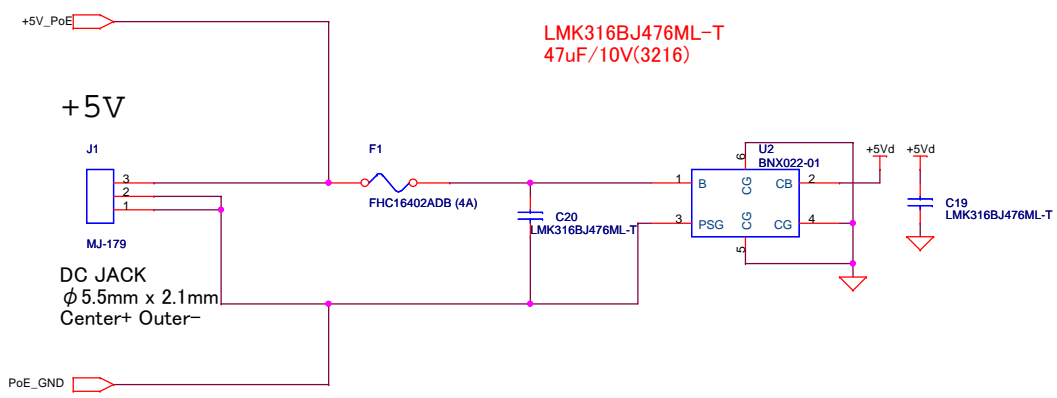 +5V_PoE
LMK316BJ476ML-T
47uF/10V(3216)
+5V
J1
3
2
1
MJ-179
F1
FHC16402ADB (4A)
C20
LMK316BJ476ML-T
U2
BNX022-01
6
1
B
CG
CB
2
3
PSG
CG
CG
4
5
+5Vd
+5Vd
C19
LMK316BJ476ML-T
DC JACK
φ5.5mm x 2.1mm
Center+ Outer-
PoE_GND